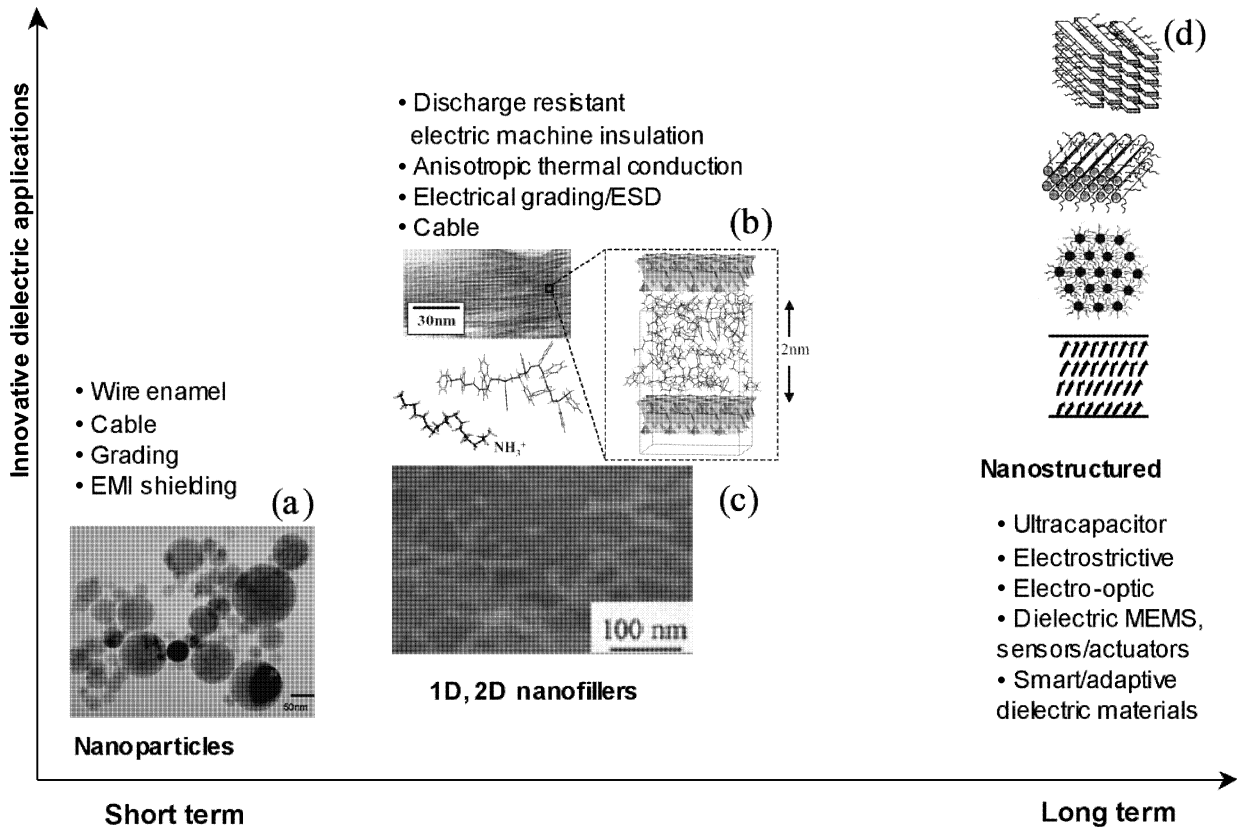 Innovative dielectric applications
• Wire enamel
• Cable
• Grading
• EMI shielding
(a)
50nm
Nanoparticles
• Discharge resistant
electric machine insulation
• Anisotropic thermal conduction
• Electrical grading/ESD
• Cable
(b)
30nm
2nm
NH₃⁺
(c)
100 nm
1D, 2D nanofillers
(d)
Nanostructured
• Ultracapacitor
• Electrostrictive
• Electro-optic
• Dielectric MEMS,
sensors/actuators
• Smart/adaptive
dielectric materials
Short term
Long term